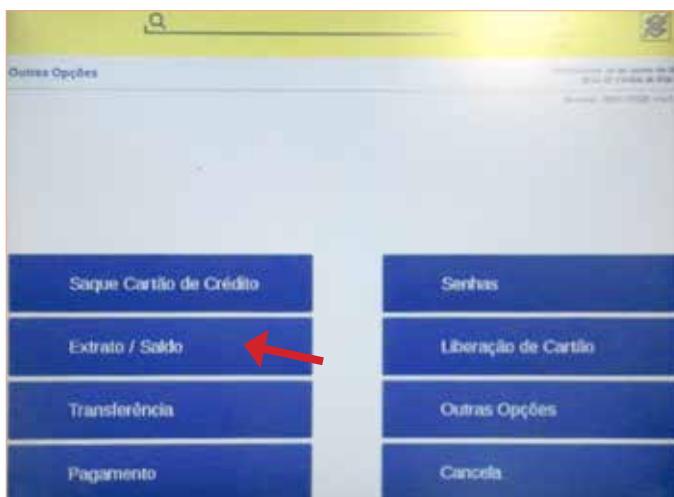 Outras Opções
Saque Cartão de Crédito
Senhas
Extrato / Saldo
Liberação de Cartão
Transferência
Outras Opções
Pagamento
Cancela